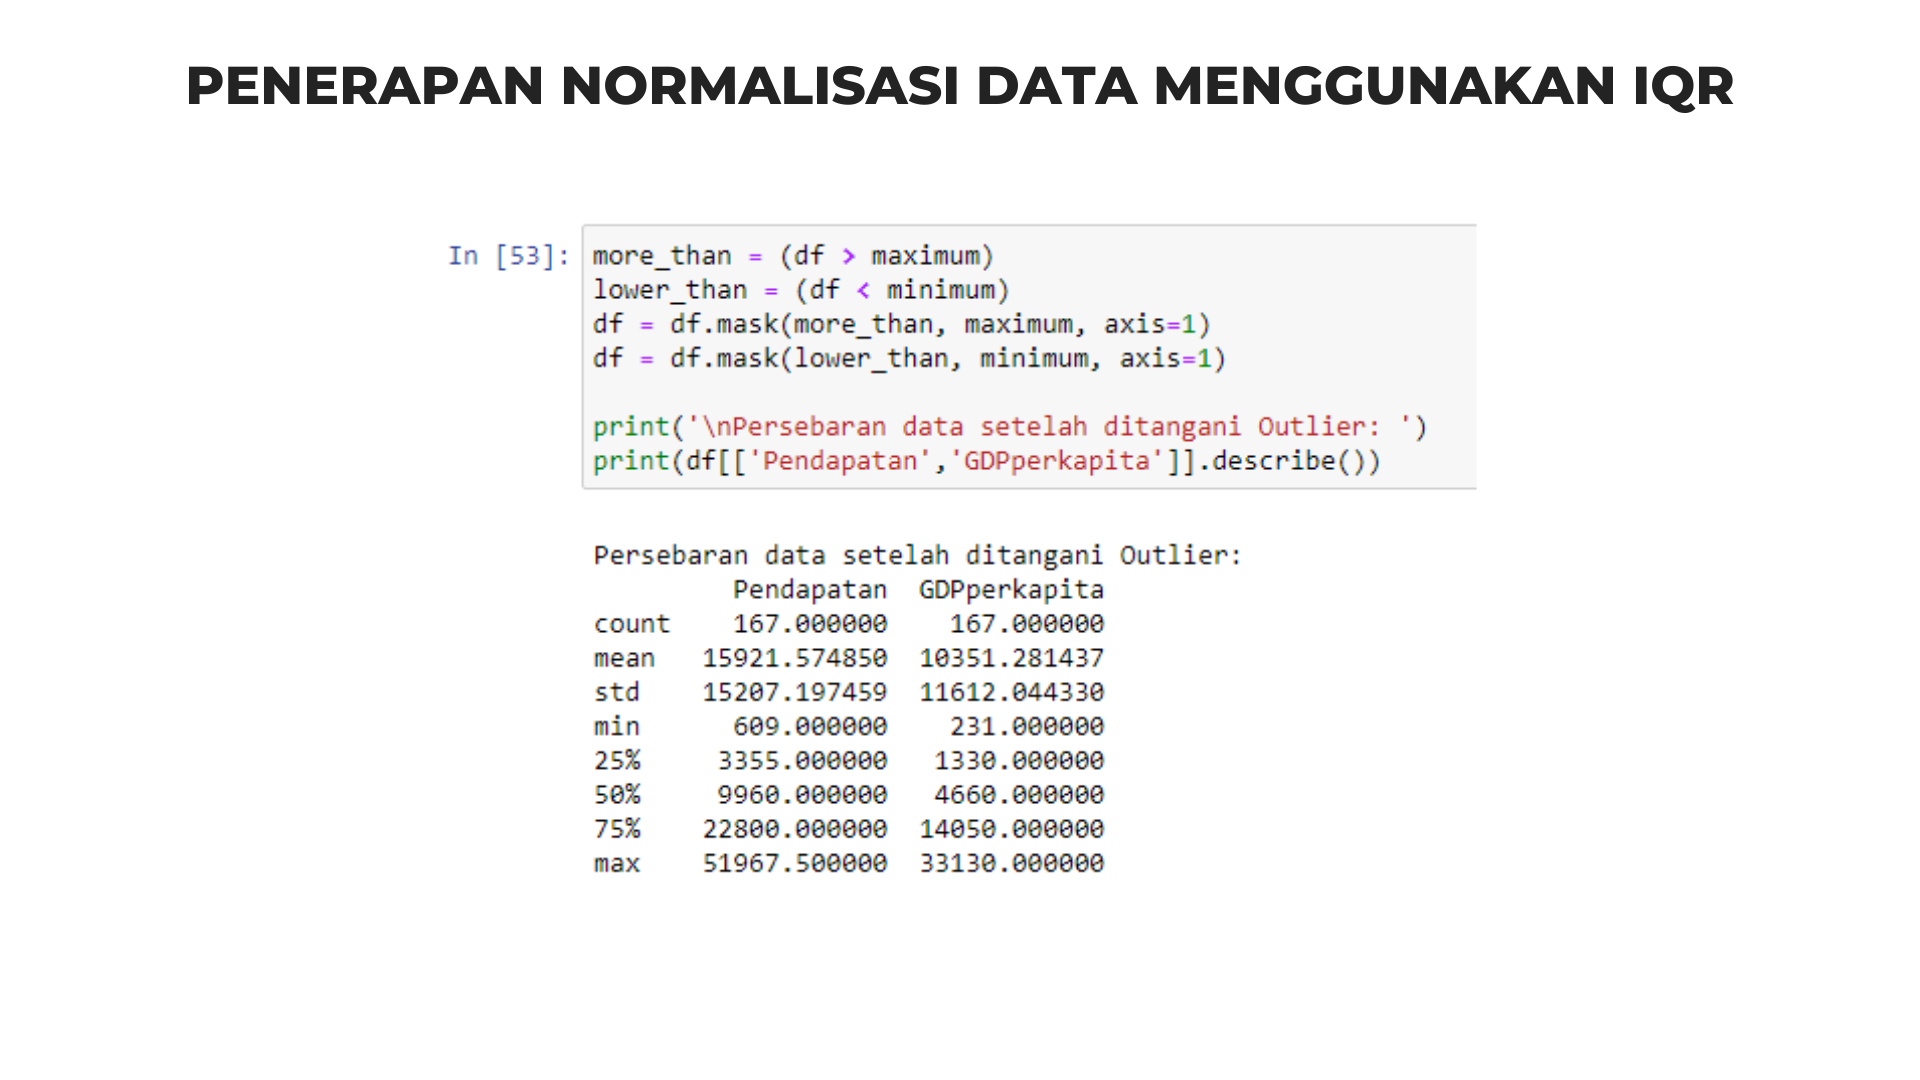 PENERAPAN NORMALISASI DATA MENGGUNAKAN IQR
In [53]: more_than = (df > maximum)
lower_than = (df < minimum)
df = df.mask(more_than, maximum, axis=1)
df = df.mask(lower_than, minimum, axis=1)
print('\nPersebaran data setelah ditangani Outlier: ')
print(df[['Pendapatan','GDPperkapita']].describe())
Persebaran data setelah ditangani Outlier:
Pendapatan GDPperkapita
count 167.000000 167.000000
mean 15921.574850 10351.281437
std 15207.197459 11612.044330
min 609.000000 231.000000
25% 3355.000000 1330.000000
50% 9960.000000 4660.000000
75% 22800.000000 14050.000000
max 51967.500000 33130.000000